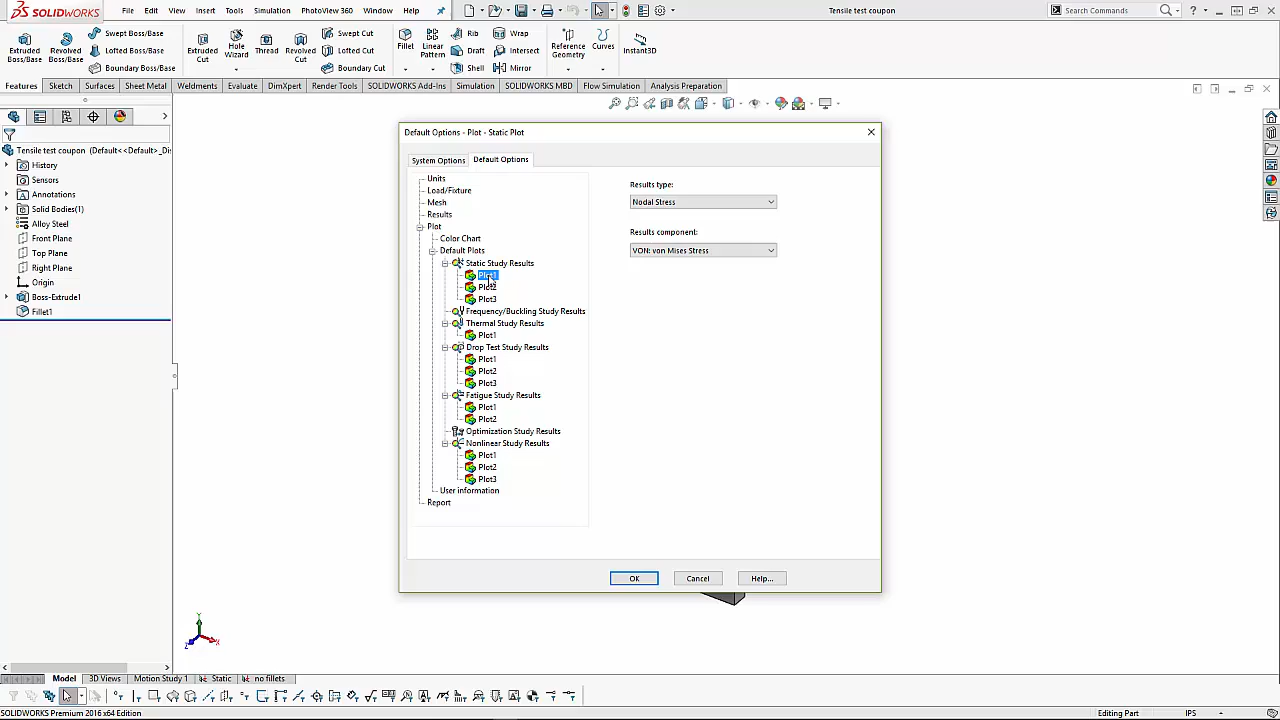 SOLIDWORKS
File Edit View Insert Tools Simulation PhotoView 360 Window Help
Tensile test coupon
Search Commands
Extruded Boss/Base
Revolved Boss/Base
Swept Boss/Base
Lofted Boss/Base
Boundary Boss/Base
Extruded Cut
Hole Wizard
Thread
Revolved Cut
Swept Cut
Lofted Cut
Boundary Cut
Fillet
Linear Pattern
Rib
Draft
Shell
Wrap
Intersect
Mirror
Reference Geometry
Curves
Instant3D
Features Sketch Surfaces Sheet Metal Weldments Evaluate DimXpert Render Tools SOLIDWORKS Add-Ins Simulation SOLIDWORKS MBD Flow Simulation Analysis Preparation
Tensile test coupon (Default<<Default>_Di
History
Sensors
Annotations
Solid Bodies(1)
Alloy Steel
Front Plane
Top Plane
Right Plane
Origin
Boss-Extrude1
Fillet1
Default Options - Plot - Static Plot
System Options Default Options
Units
Load/Fixture
Mesh
Results
Plot
Color Chart
Default Plots
Static Study Results
Plot1
Plot2
Plot3
Frequency/Buckling Study Results
Thermal Study Results
Plot1
Drop Test Study Results
Plot1
Plot2
Plot3
Fatigue Study Results
Plot1
Plot2
Optimization Study Results
Nonlinear Study Results
Plot1
Plot2
Plot3
User information
Report
Results type:
Nodal Stress
Results component:
VON: von Mises Stress
OK Cancel Help...
Y
X
Z
Model 3D Views Motion Study 1 Static no fillets
SOLIDWORKS Premium 2016 x64 Edition
Editing Part IPS